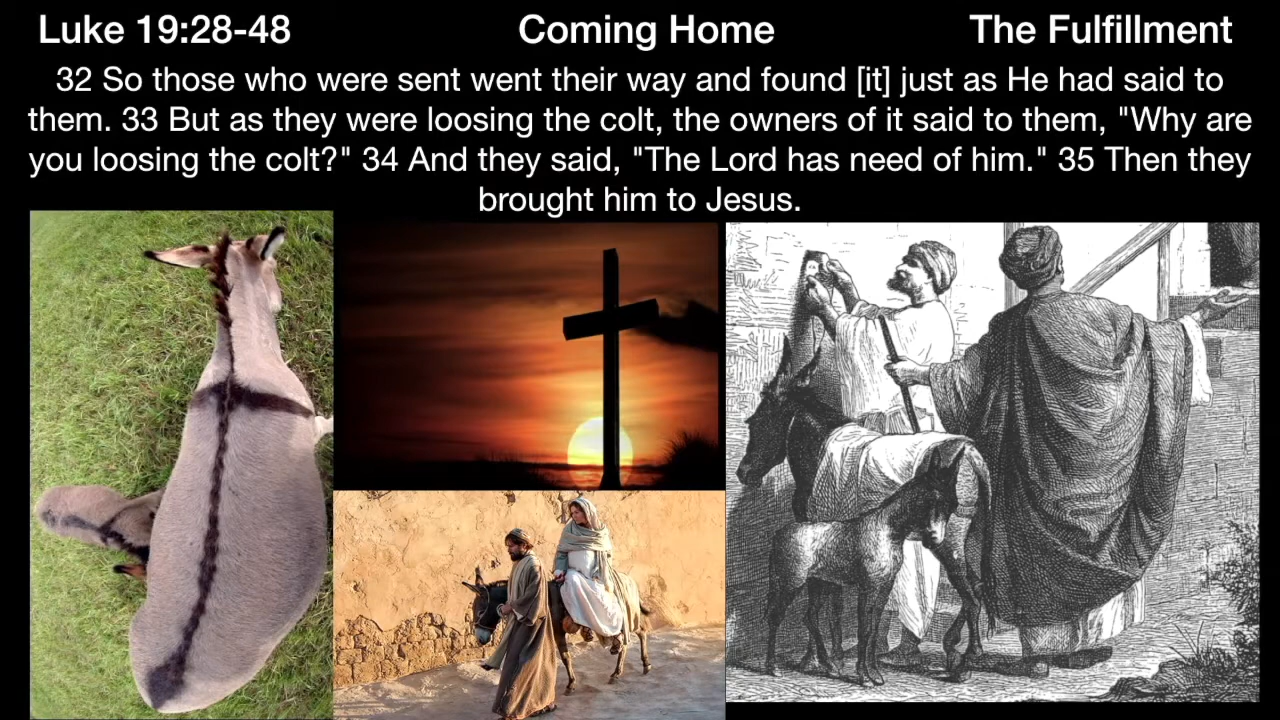 Luke 19:28-48 Coming Home The Fulfillment
32 So those who were sent went their way and found [it] just as He had said to
them. 33 But as they were loosing the colt, the owners of it said to them, "Why are
you loosing the colt?" 34 And they said, "The Lord has need of him." 35 Then they
brought him to Jesus.